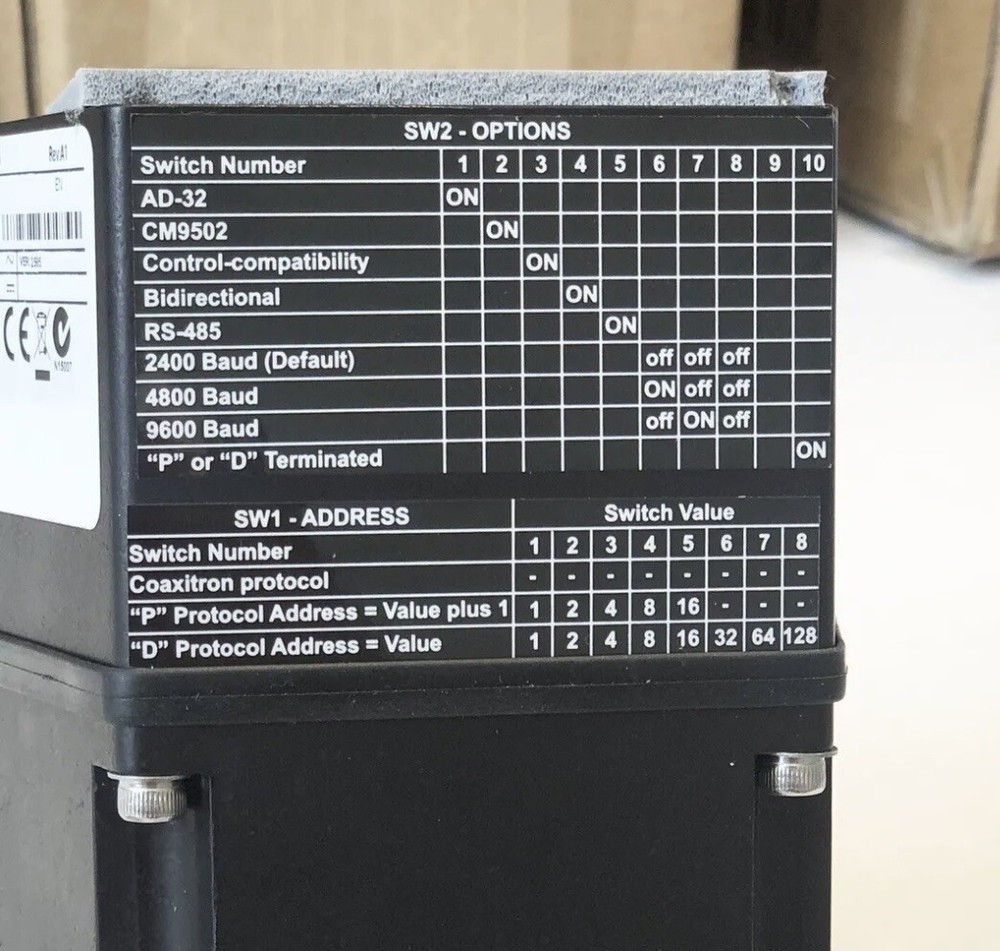 SW2 - OPTIONS
Switch Number 1 2 3 4 5 6 7 8 9 10
AD-32 ON
CM9502 ON
Control-compatibility ON
Bidirectional ON
RS-485 ON
2400 Baud (Default) off off off
4800 Baud ON off off
9600 Baud off ON off
“P” or “D” Terminated ON
SW1 - ADDRESS Switch Value
Switch Number 1 2 3 4 5 6 7 8
Coaxitron protocol - - - - - - - -
“P” Protocol Address = Value plus 1 1 2 4 8 16 - - -
“D” Protocol Address = Value 1 2 4 8 16 32 64 128
Rev.A1
EN
CE